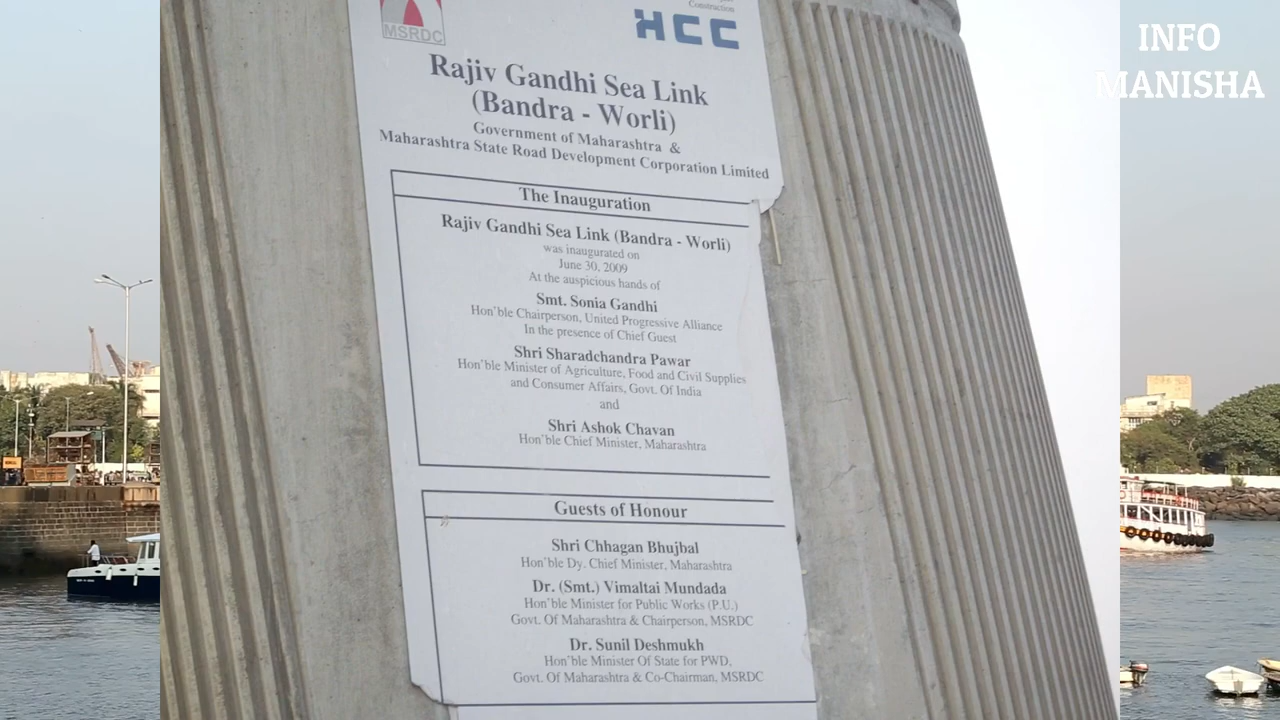 INFO
MANISHA
MSRDC
Construction
HCC
Rajiv Gandhi Sea Link
(Bandra - Worli)
Government of Maharashtra &
Maharashtra State Road Development Corporation Limited
The Inauguration
Rajiv Gandhi Sea Link (Bandra - Worli)
was inaugurated on
June 30, 2009
At the auspicious hands of
Smt. Sonia Gandhi
Hon'ble Chairperson, United Progressive Alliance
In the presence of Chief Guest
Shri Sharadchandra Pawar
Hon'ble Minister of Agriculture, Food and Civil Supplies
and Consumer Affairs, Govt. Of India
and
Shri Ashok Chavan
Hon'ble Chief Minister, Maharashtra
Guests of Honour
Shri Chhagan Bhujbal
Hon'ble Dy. Chief Minister, Maharashtra
Dr. (Smt.) Vimaltai Mundada
Hon'ble Minister for Public Works (P.U.)
Govt. Of Maharashtra & Chairperson, MSRDC
Dr. Sunil Deshmukh
Hon'ble Minister Of State for PWD,
Govt. Of Maharashtra & Co-Chairman, MSRDC